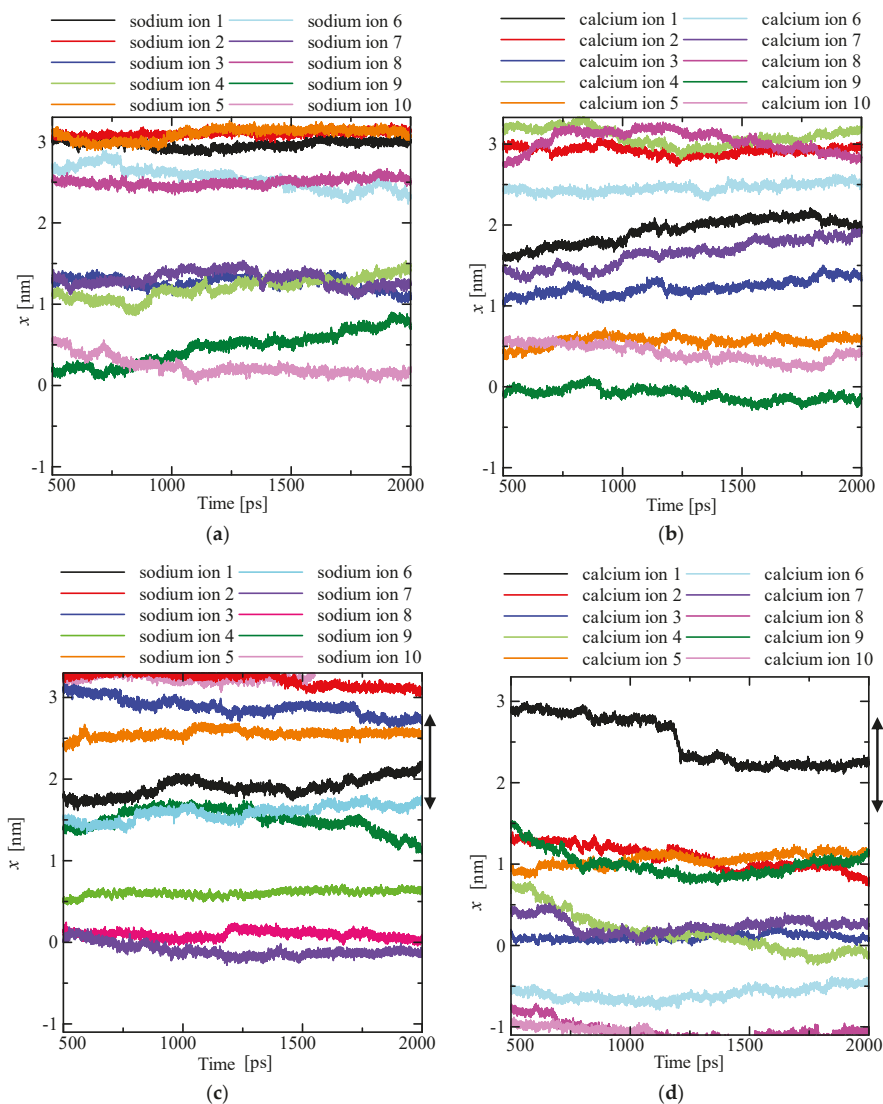 sodium ion 1 sodium ion 6
sodium ion 2 sodium ion 7
sodium ion 3 sodium ion 8
sodium ion 4 sodium ion 9
sodium ion 5 sodium ion 10
3
2
x [nm]
1
0
-1
500 1000 1500 2000
Time [ps]
(a)
calcium ion 1 calcium ion 6
calcium ion 2 calcium ion 7
calcuim ion 3 calcium ion 8
calcium ion 4 calcium ion 9
calcium ion 5 calcium ion 10
3
2
x [nm]
1
0
-1
500 1000 1500 2000
Time [ps]
(b)
sodium ion 1 sodium ion 6
sodium ion 2 sodium ion 7
sodium ion 3 sodium ion 8
sodium ion 4 sodium ion 9
sodium ion 5 sodium ion 10
3
2
x [nm]
1
0
-1
500 1000 1500 2000
Time [ps]
(c)
calcium ion 1 calcium ion 6
calcium ion 2 calcium ion 7
calcium ion 3 calcium ion 8
calcium ion 4 calcium ion 9
calcium ion 5 calcium ion 10
3
2
x [nm]
1
0
-1
500 1000 1500 2000
Time [ps]
(d)